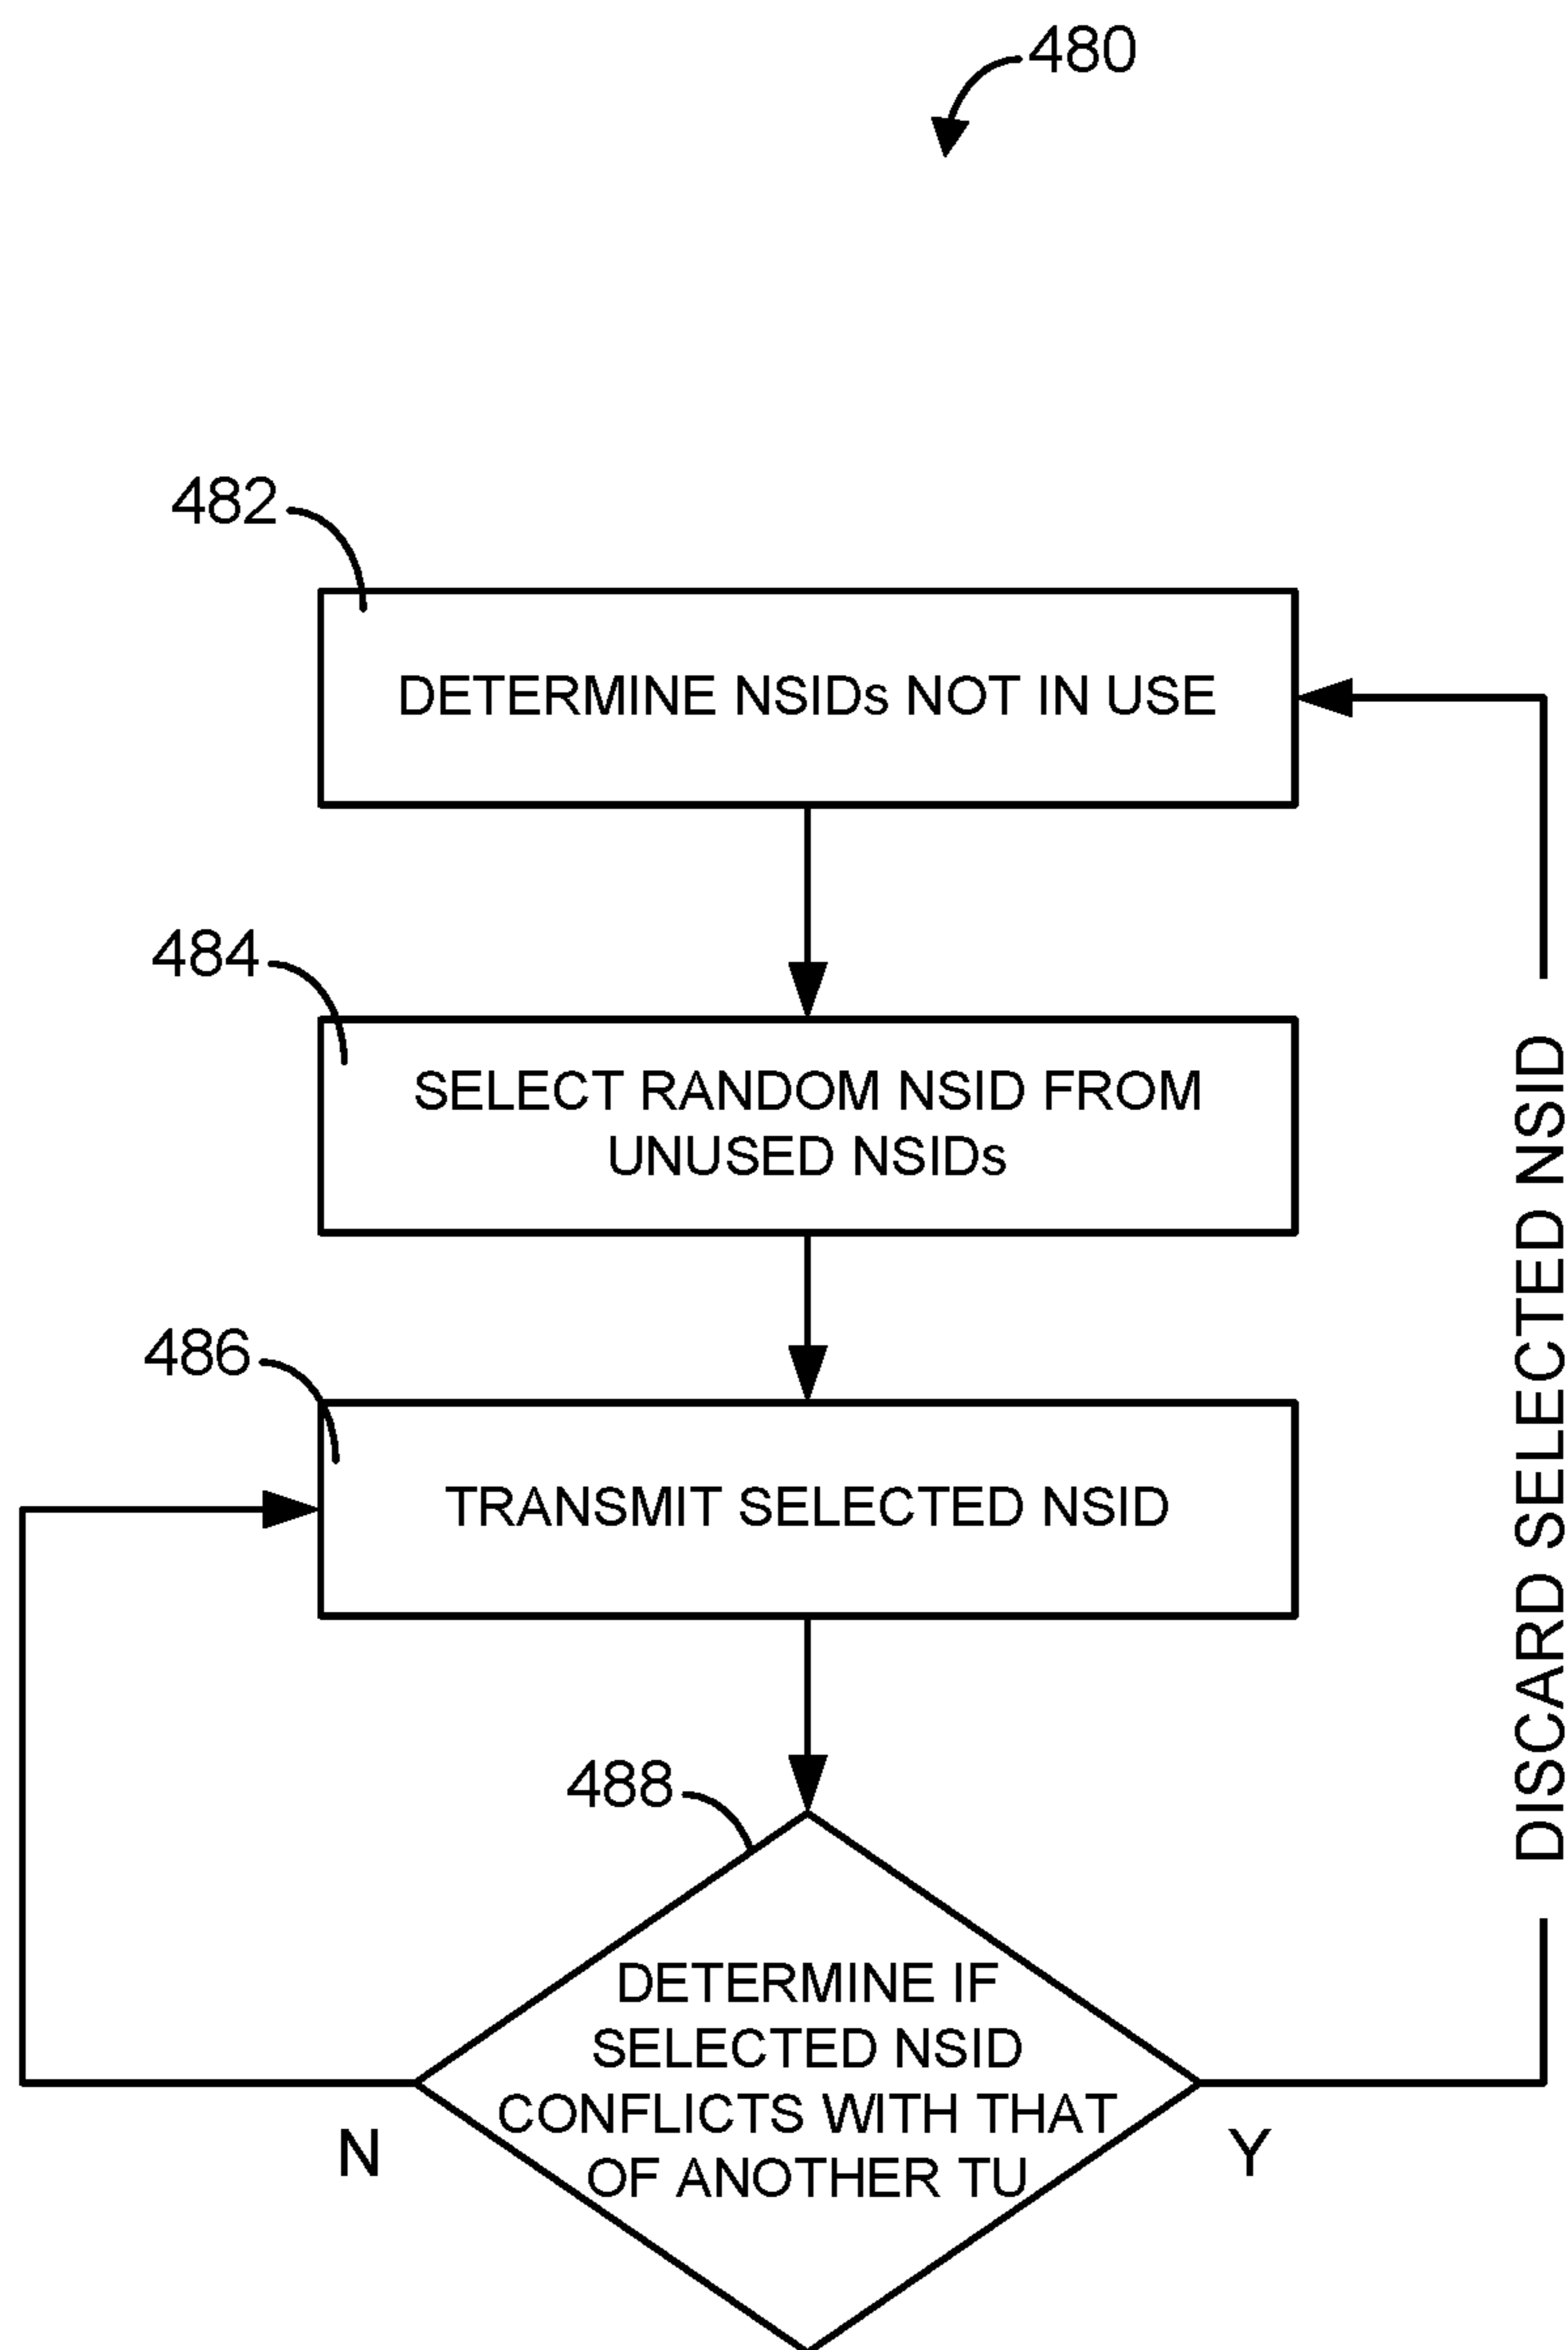 480
482
DETERMINE NSIDs NOT IN USE
484
SELECT RANDOM NSID FROM
UNUSED NSIDs
486
TRANSMIT SELECTED NSID
488
DETERMINE IF
SELECTED NSID
CONFLICTS WITH THAT
OF ANOTHER TU
N
Y
DISCARD SELECTED NSID